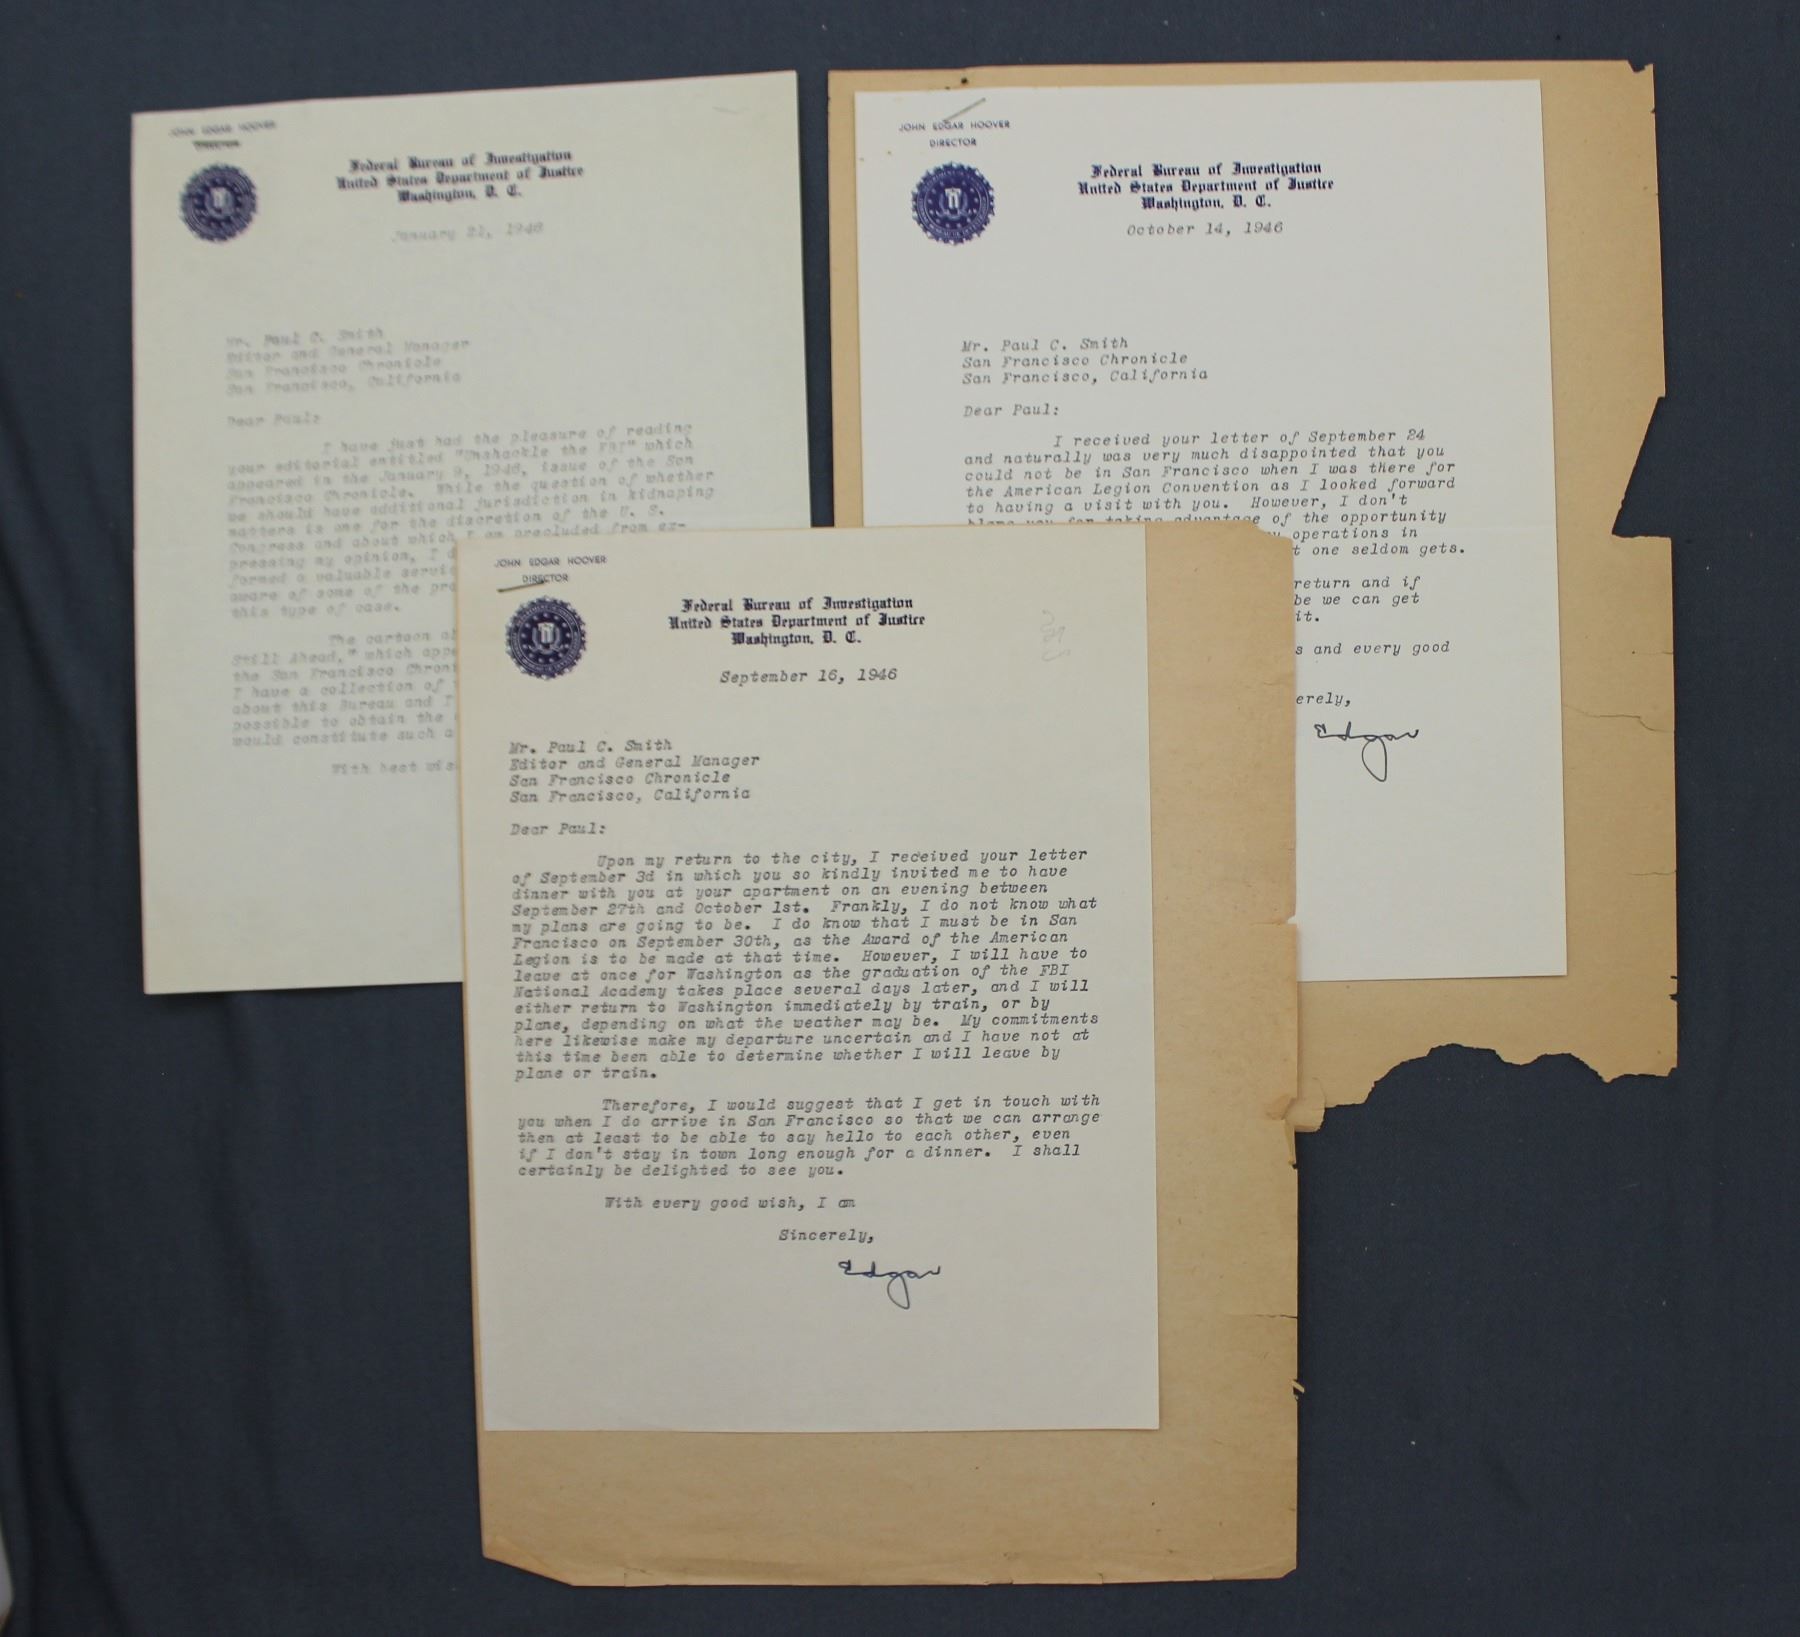 JOHN EDGAR HOOVER
DIRECTOR
Federal Bureau of Investigation
United States Department of Justice
Washington, D. C.
January 21, 1946
Mr. Paul C. Smith
Editor and General Manager
San Francisco Chronicle
San Francisco, California
Dear Paul:
I have just had the pleasure of reading
your editorial entitled "Unshackle the FBI" which
appeared in the January 9, 1946, issue of the San
Francisco Chronicle. While the question of whether
we should have additional jurisdiction in kidnaping
matters is one for the discretion of the U. S.
Congress and about which I am precluded from ex-
pressing my opinion, I
formed a valuable
aware of some of the
this type of case.
The cartoon
Still Ahead," which
the San Francisco
I have a collection of
about this Bureau and I
possible to obtain the
would constitute such a
With best
JOHN EDGAR HOOVER
DIRECTOR
Federal Bureau of Investigation
United States Department of Justice
Washington, D. C.
October 14, 1946
Mr. Paul C. Smith
San Francisco Chronicle
San Francisco, California
Dear Paul:
I received your letter of September 24
and naturally was very much disappointed that you
could not be in San Francisco when I was there for
the American Legion Convention as I looked forward
to having a visit with you. However, I don't
blame you for taking advantage of the opportunity
operations in
one seldom gets.
return and if
be we can get
it.
and every good
erely,
Edgar
JOHN EDGAR HOOVER
DIRECTOR
Federal Bureau of Investigation
United States Department of Justice
Washington, D. C.
September 16, 1946
Mr. Paul C. Smith
Editor and General Manager
San Francisco Chronicle
San Francisco, California
Dear Paul:
Upon my return to the city, I received your letter
of September 3d in which you so kindly invited me to have
dinner with you at your apartment on an evening between
September 27th and October 1st. Frankly, I do not know what
my plans are going to be. I do know that I must be in San
Francisco on September 30th, as the Award of the American
Legion is to be made at that time. However, I will have to
leave at once for Washington as the graduation of the FBI
National Academy takes place several days later, and I will
either return to Washington immediately by train, or by
plane, depending on what the weather may be. My commitments
here likewise make my departure uncertain and I have not at
this time been able to determine whether I will leave by
plane or train.
Therefore, I would suggest that I get in touch with
you when I do arrive in San Francisco so that we can arrange
then at least to be able to say hello to each other, even
if I don't stay in town long enough for a dinner. I shall
certainly be delighted to see you.
With every good wish, I am
Sincerely,
Edgar